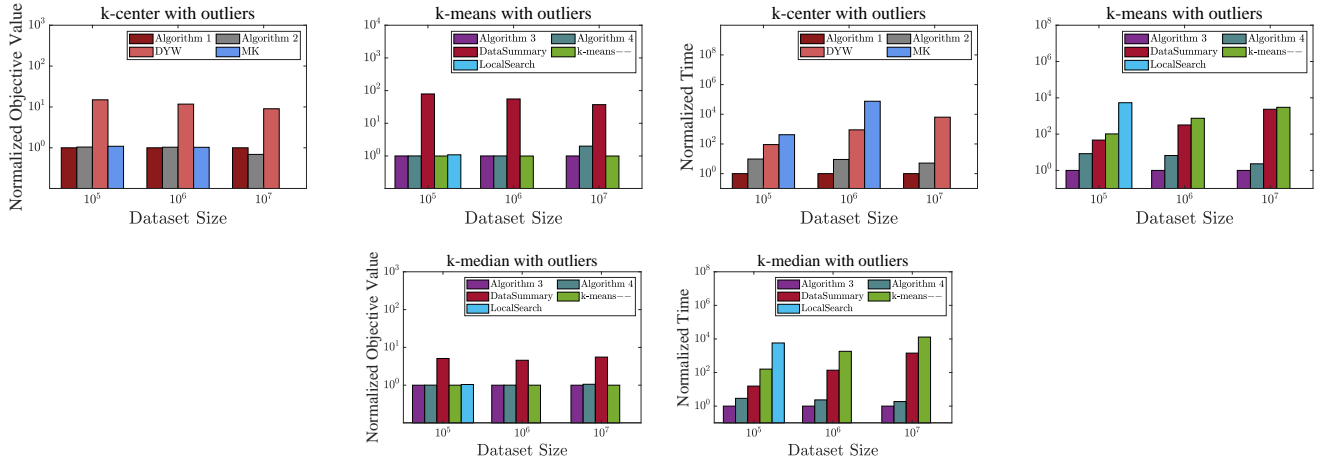 k-center with outliers
Normalized Objective Value
10^3
10^2
10^1
10^0
Algorithm 1
Algorithm 2
DYW
MK
10^5
10^6
10^7
Dataset Size
k-means with outliers
10^4
10^3
10^2
10^1
10^0
Algorithm 3
Algorithm 4
DataSummary
k-means−−
LocalSearch
10^5
10^6
10^7
Dataset Size
k-center with outliers
Normalized Time
10^8
10^6
10^4
10^2
10^0
Algorithm 1
Algorithm 2
DYW
MK
10^5
10^6
10^7
Dataset Size
k-means with outliers
10^8
10^6
10^4
10^2
10^0
Algorithm 3
Algorithm 4
DataSummary
k-means−−
LocalSearch
10^5
10^6
10^7
Dataset Size
k-median with outliers
Normalized Objective Value
10^3
10^2
10^1
10^0
Algorithm 3
Algorithm 4
DataSummary
k-means−−
LocalSearch
10^5
10^6
10^7
Dataset Size
k-median with outliers
Normalized Time
10^8
10^6
10^4
10^2
10^0
Algorithm 3
Algorithm 4
DataSummary
k-means−−
LocalSearch
10^5
10^6
10^7
Dataset Size